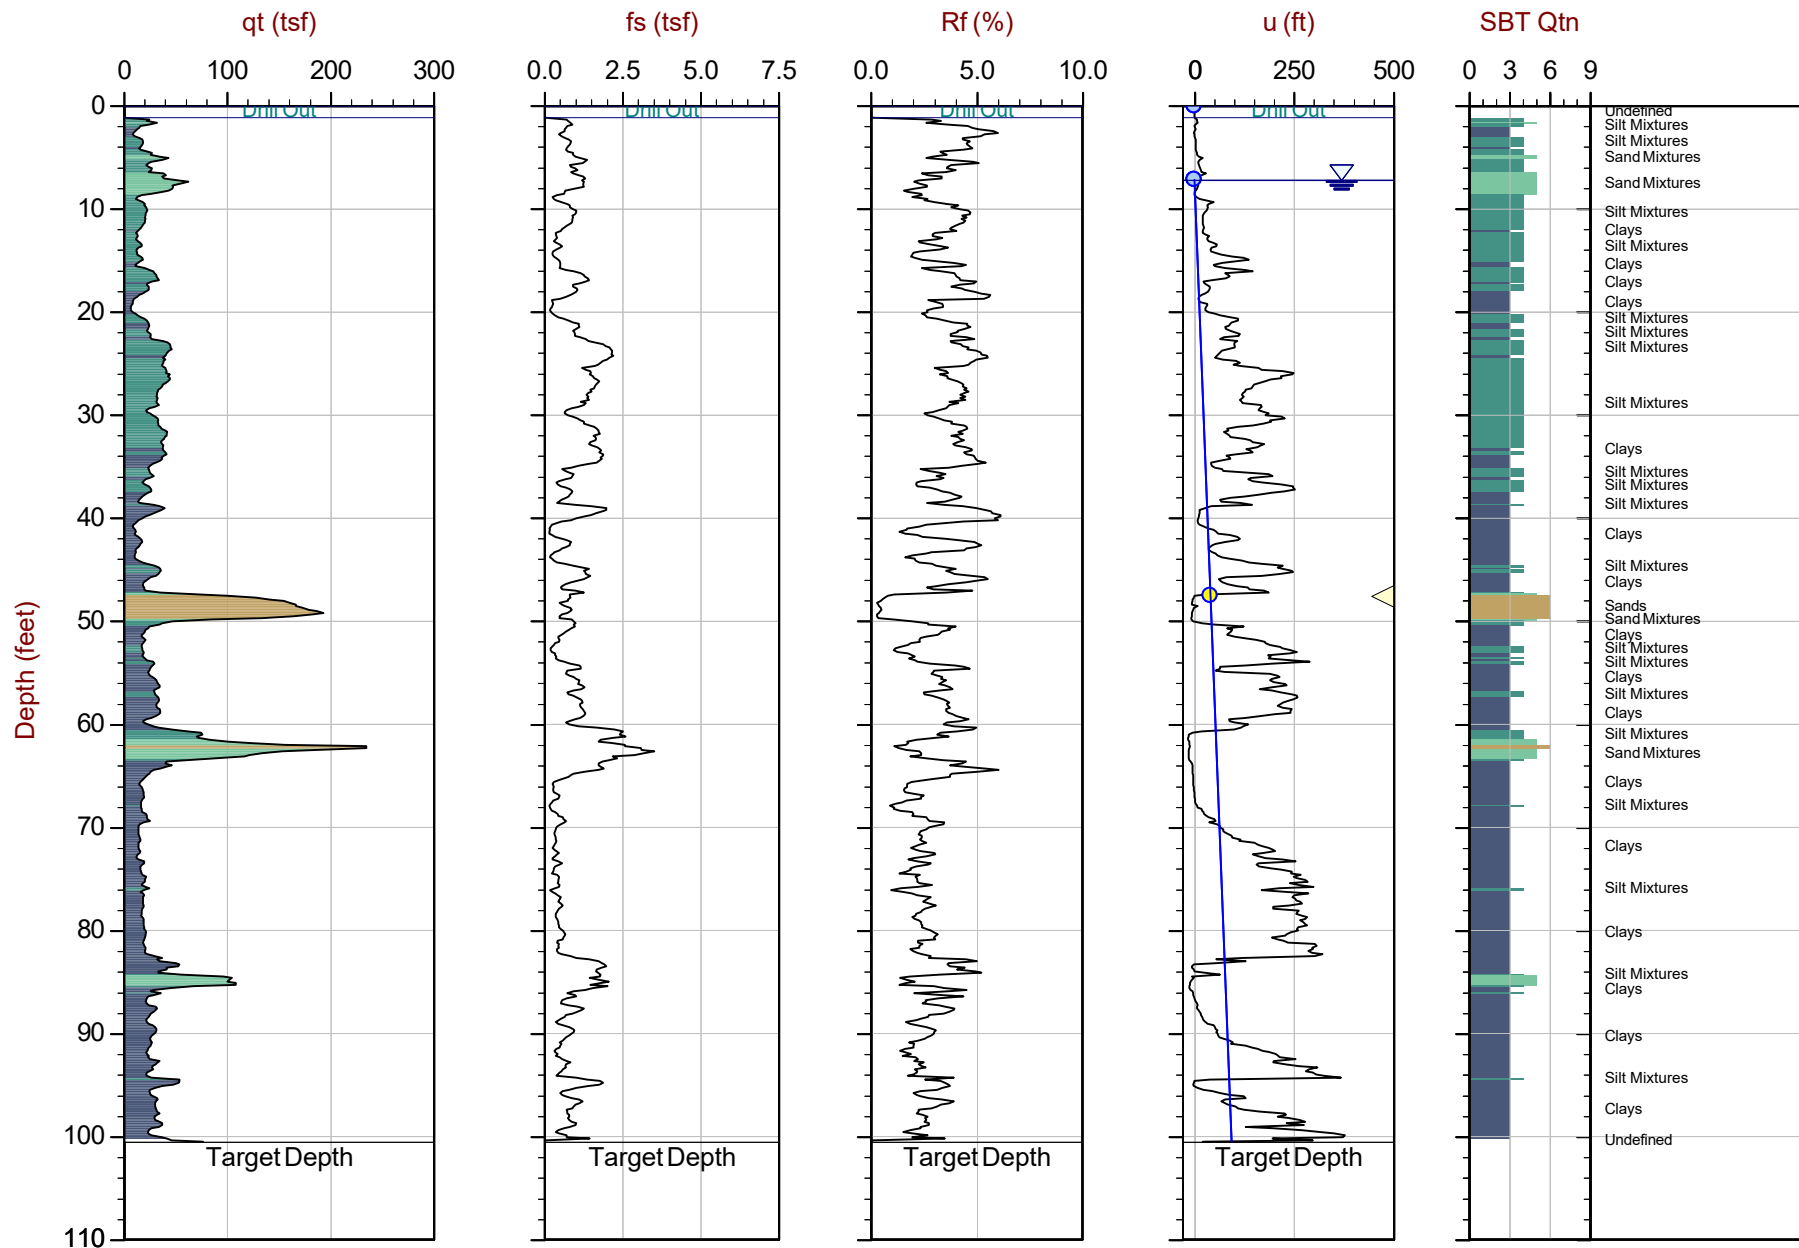 qt (tsf) fs (tsf) Rf (%) u (ft) SBT Qtn
0 100 200 300 0.0 2.5 5.0 7.5 0.0 5.0 10.0 0 250 500 0 3 6 9
Depth (feet)
0
10
20
30
40
50
60
70
80
90
100
110
Drill Out Drill Out Drill Out Drill Out
Undefined
Silt Mixtures
Silt Mixtures
Sand Mixtures
Sand Mixtures
Silt Mixtures
Clays
Silt Mixtures
Clays
Clays
Clays
Silt Mixtures
Silt Mixtures
Silt Mixtures
Silt Mixtures
Clays
Silt Mixtures
Silt Mixtures
Silt Mixtures
Clays
Silt Mixtures
Clays
Sands
Sand Mixtures
Clays
Silt Mixtures
Silt Mixtures
Clays
Silt Mixtures
Clays
Silt Mixtures
Sand Mixtures
Clays
Silt Mixtures
Clays
Silt Mixtures
Clays
Silt Mixtures
Clays
Clays
Silt Mixtures
Clays
Undefined
Target Depth Target Depth Target Depth Target Depth